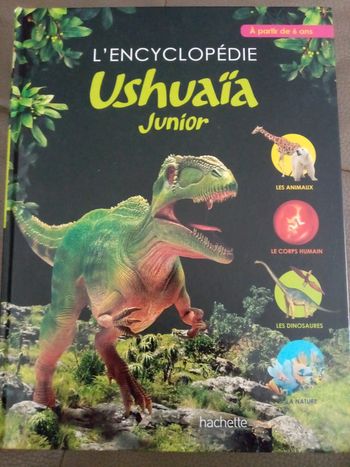 À partir de 6 ans
L'ENCYCLOPÉDIE
Ushuaïa
Junior
LES ANIMAUX
LE CORPS HUMAIN
LES DINOSAURES
LA NATURE
hachette